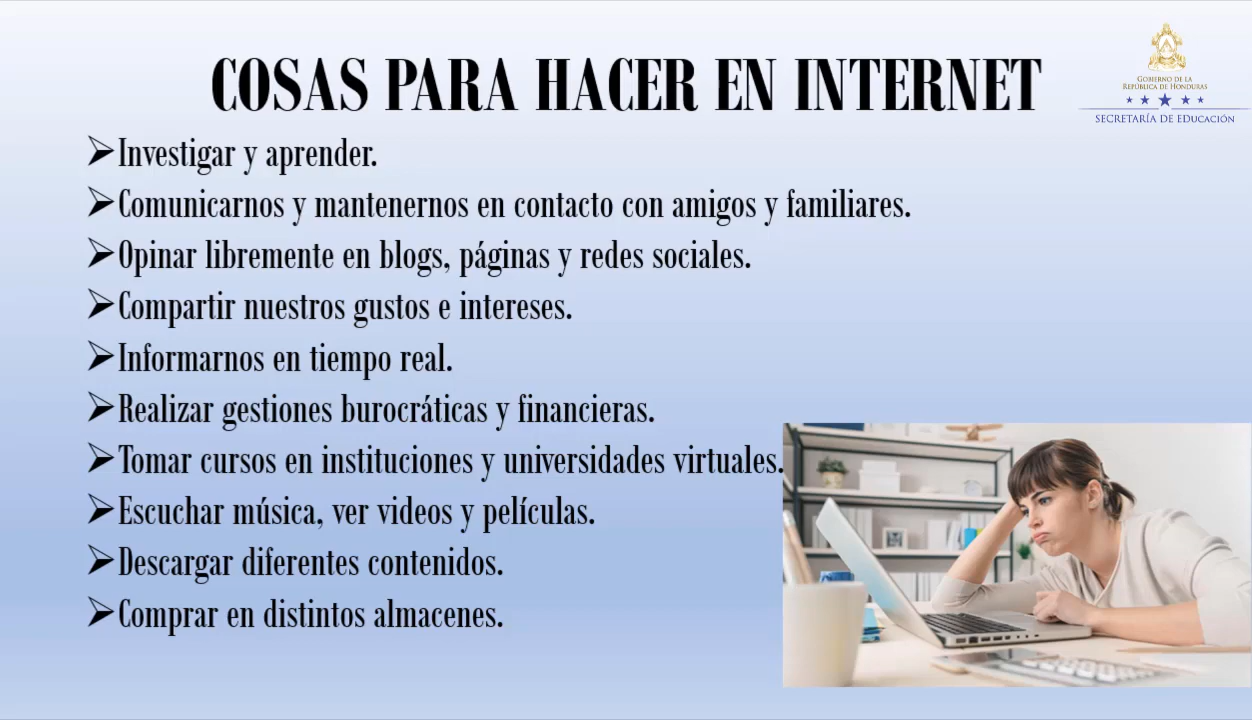 COSAS PARA HACER EN INTERNET
GOBIERNO DE LA
REPÚBLICA DE HONDURAS
SECRETARÍA DE EDUCACIÓN
Investigar y aprender.
Comunicarnos y mantenernos en contacto con amigos y familiares.
Opinar libremente en blogs, páginas y redes sociales.
Compartir nuestros gustos e intereses.
Informarnos en tiempo real.
Realizar gestiones burocráticas y financieras.
Tomar cursos en instituciones y universidades virtuales.
Escuchar música, ver videos y películas.
Descargar diferentes contenidos.
Comprar en distintos almacenes.